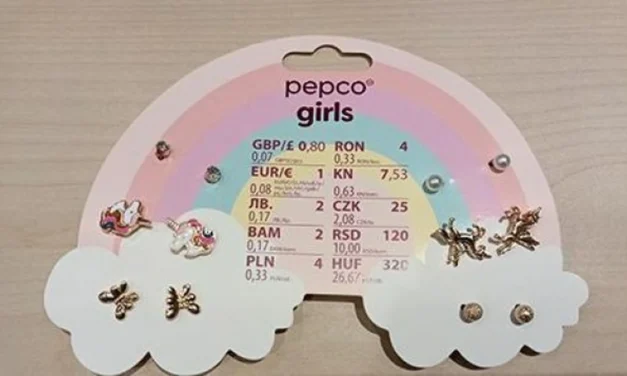 pepco®
girls
GBP/£ 0,80 RON 4
0,07 0,33
EUR/€ 1 KN 7,53
0,08 0,63
ЛВ. 2 CZK 25
0,17 2,08
BAM 2 RSD 120
0,17 10,00
PLN 4 HUF 320
0,33 26,67